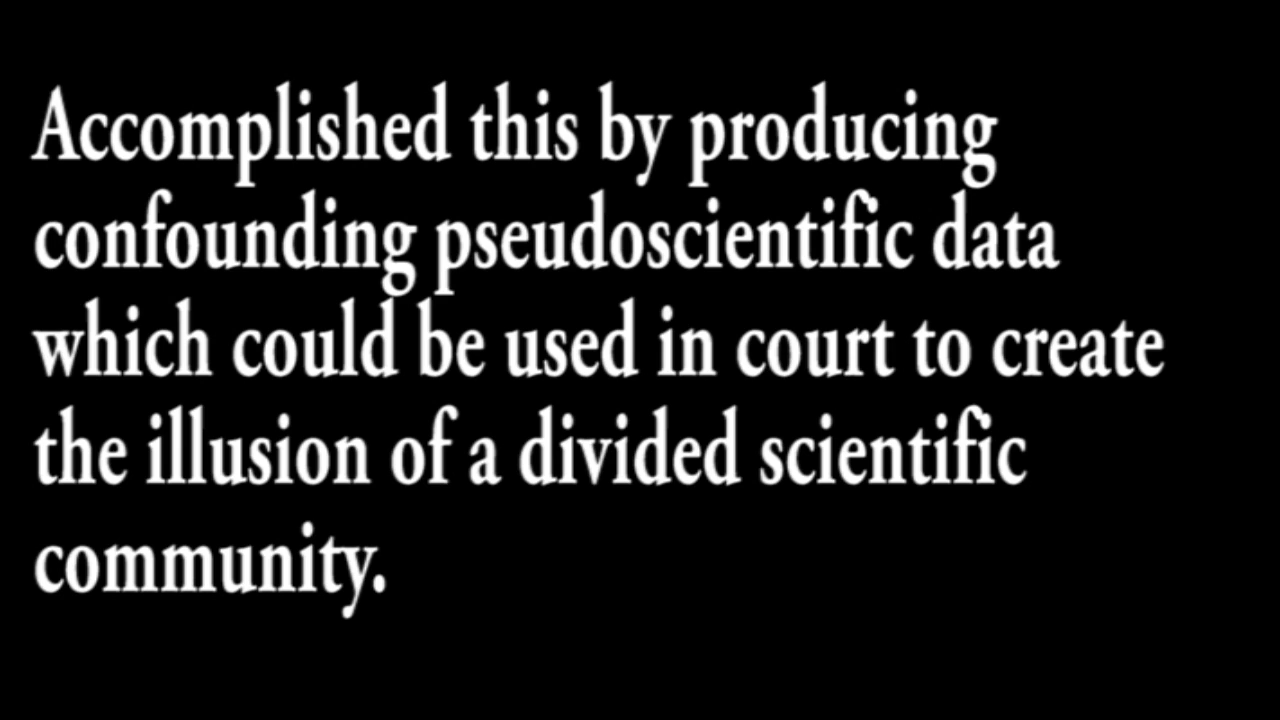 Accomplished this by producing
confounding pseudoscientific data
which could be used in court to create
the illusion of a divided scientific
community.